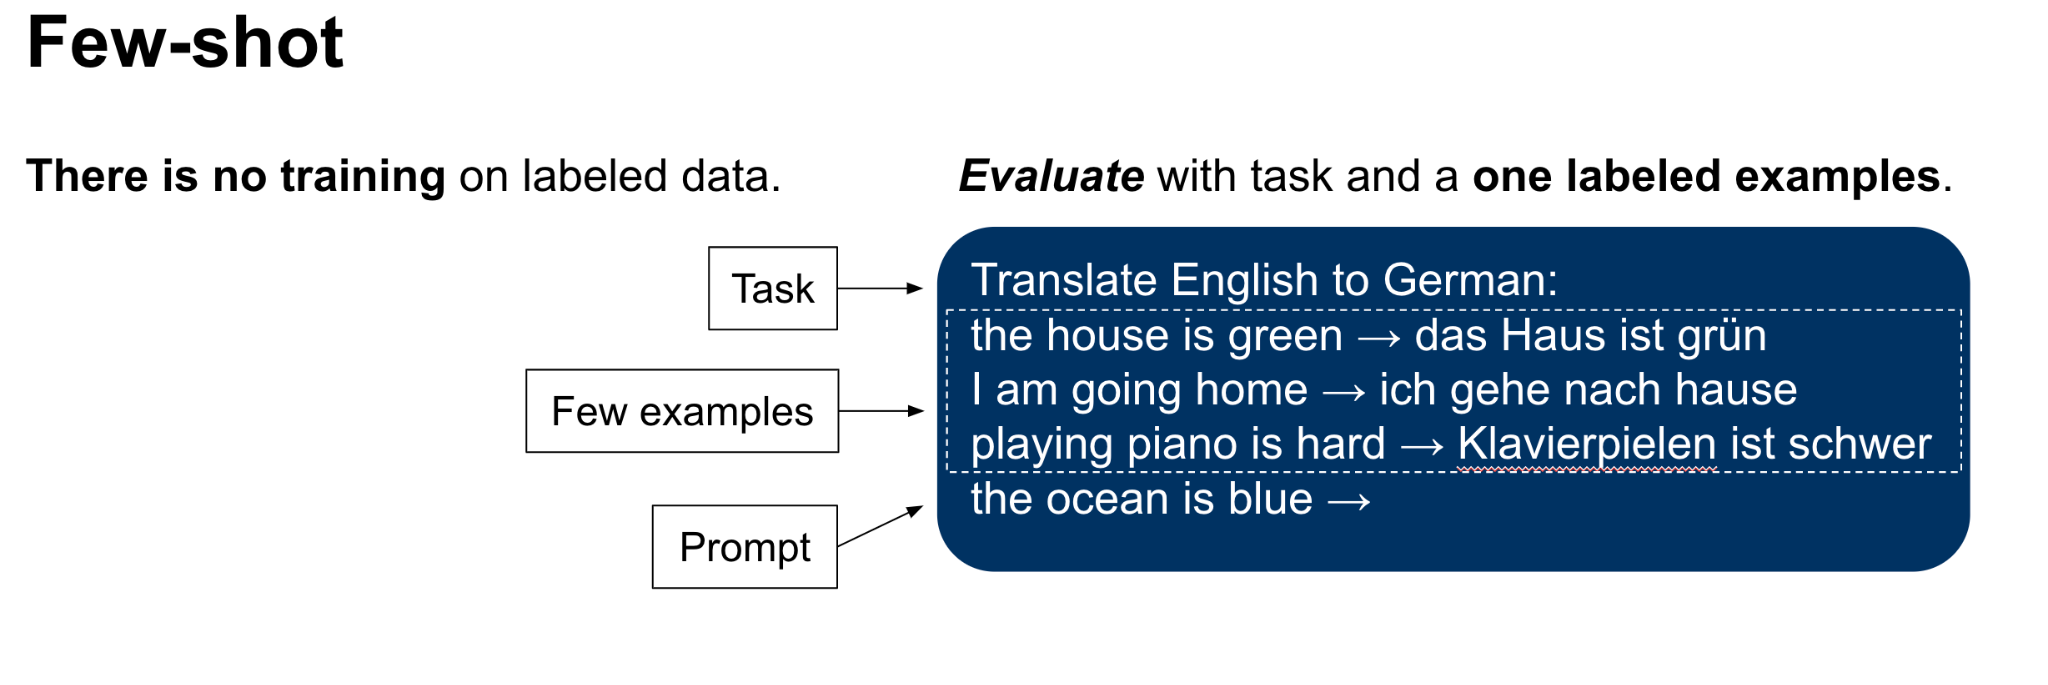 Few-shot
There is no training on labeled data.
Evaluate with task and a one labeled examples.
Task
Translate English to German:
the house is green → das Haus ist grün
Few examples
I am going home → ich gehe nach hause
playing piano is hard → Klavierpielen ist schwer
Prompt
the ocean is blue →